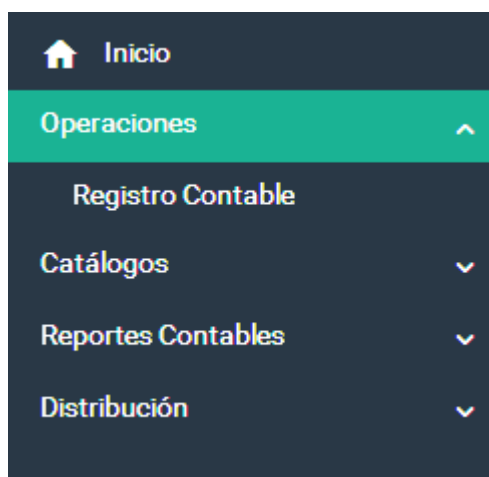 Inicio
Operaciones
Registro Contable
Catálogos
Reportes Contables
Distribución